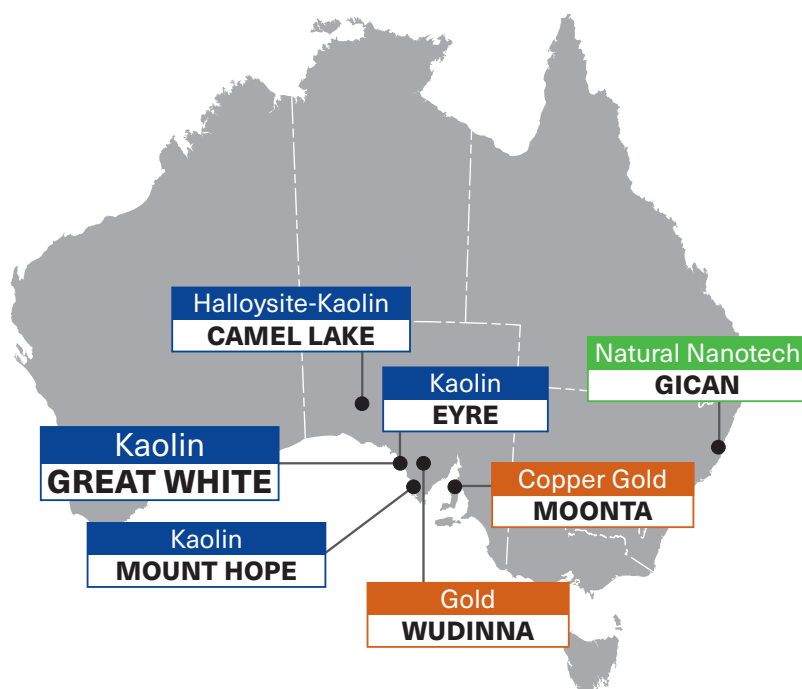 Halloysite-Kaolin
CAMEL LAKE
Natural Nanotech
GICAN
Kaolin
EYRE
Kaolin
GREAT WHITE
Copper Gold
MOONTA
Kaolin
MOUNT HOPE
Gold
WUDINNA